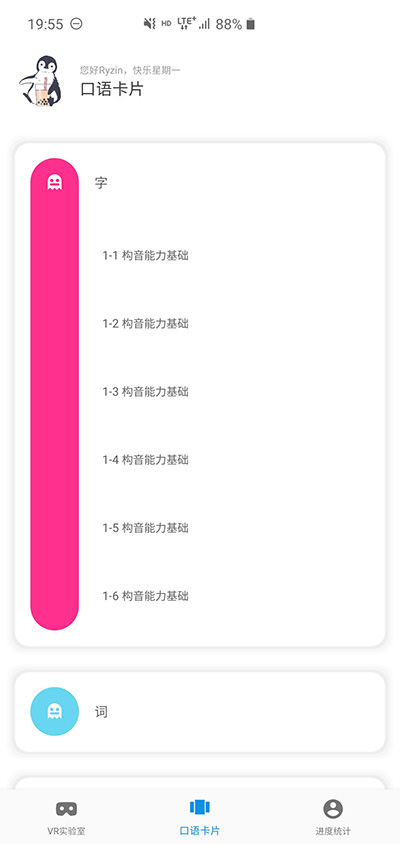 19:55 HD LTE+ 88%
您好Ryzin，快乐星期一
口语卡片
字
1-1 构音能力基础
1-2 构音能力基础
1-3 构音能力基础
1-4 构音能力基础
1-5 构音能力基础
1-6 构音能力基础
词
VR实验室 口语卡片 进度统计